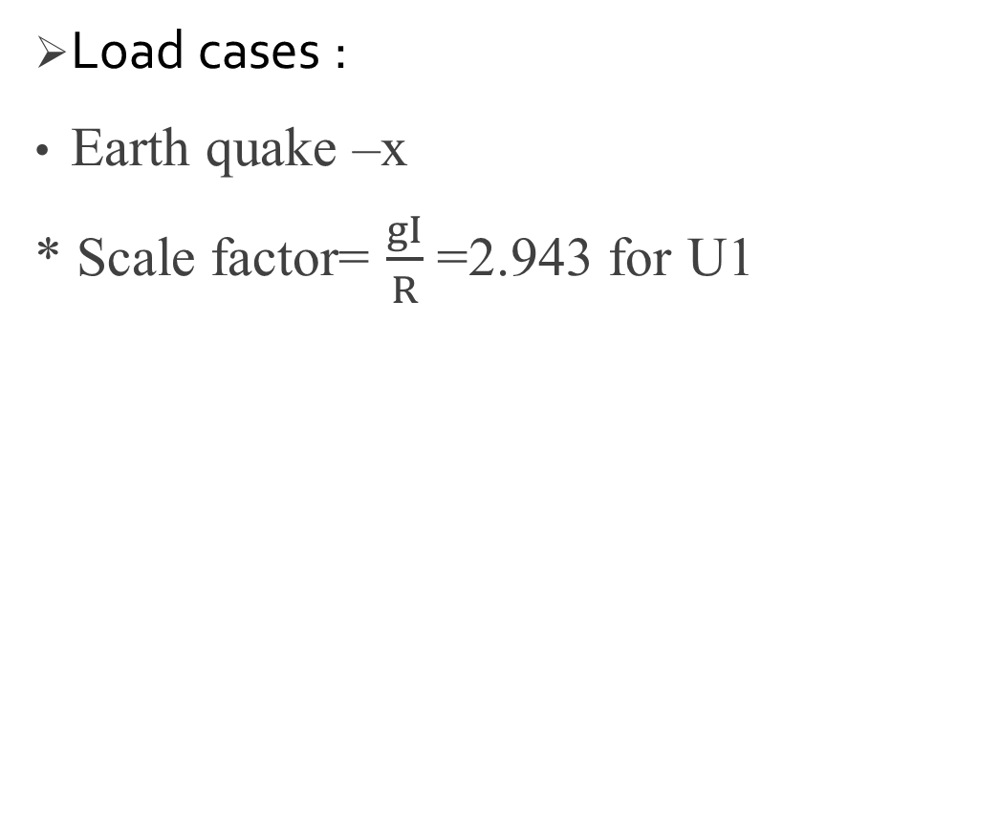 ➢Load cases :
• Earth quake –x
* Scale factor= gI/R =2.943 for U1